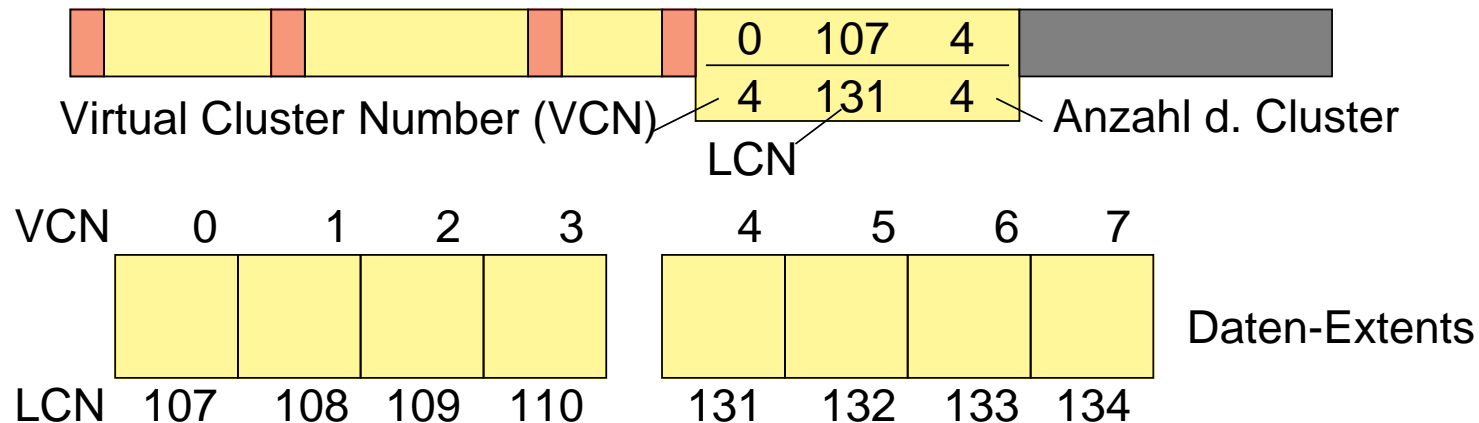 0 107 4
4 131 4
Virtual Cluster Number (VCN)
Anzahl d. Cluster
LCN
VCN 0 1 2 3 4 5 6 7
Daten-Extents
LCN 107 108 109 110 131 132 133 134